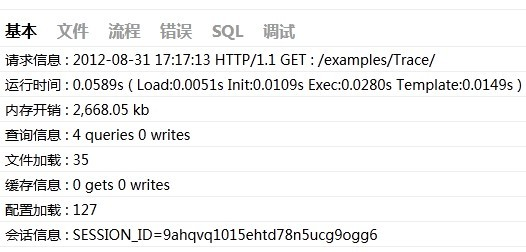 基本 文件 流程 错误 SQL 调试
请求信息 : 2012-08-31 17:17:13 HTTP/1.1 GET : /examples/Trace/
运行时间 : 0.0589s ( Load:0.0051s Init:0.0109s Exec:0.0280s Template:0.0149s )
内存开销 : 2,668.05 kb
查询信息 : 4 queries 0 writes
文件加载 : 35
缓存信息 : 0 gets 0 writes
配置加载 : 127
会话信息 : SESSION_ID=9ahqvq1015ehtd78n5ucg9ogg6